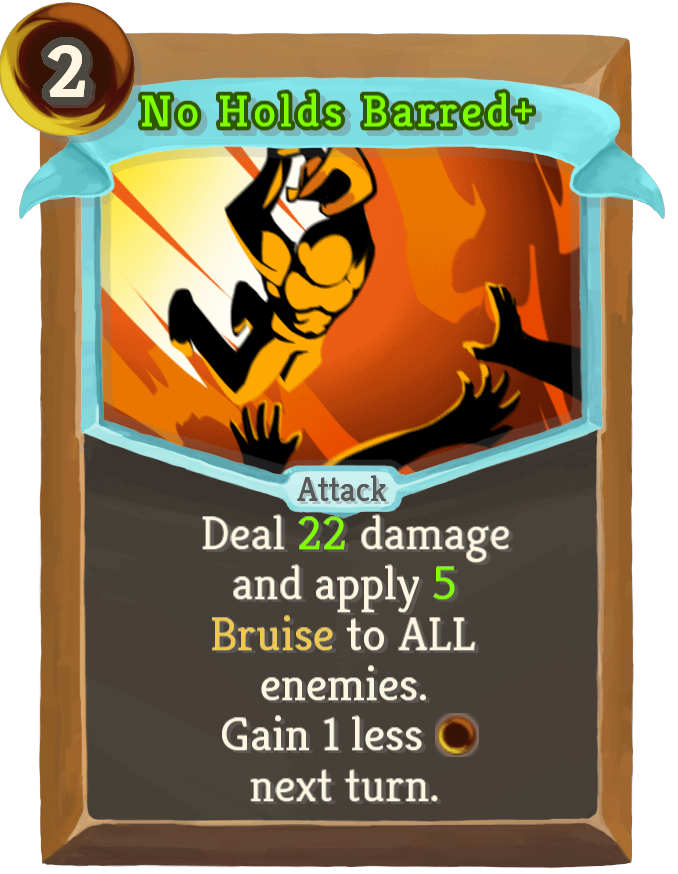 2
No Holds Barred+
Attack
Deal 22 damage
and apply 5
Bruise to ALL
enemies.
Gain 1 less
next turn.